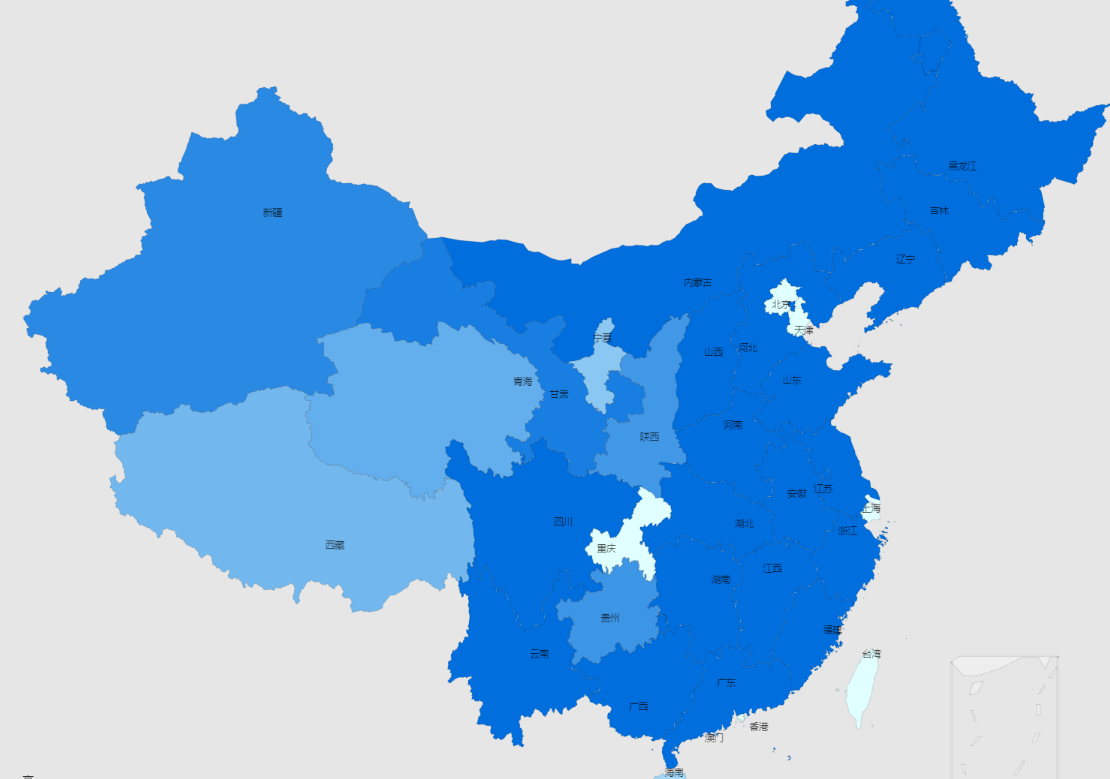 黑龙江
吉林
新疆
辽宁
内蒙古
北京
天津
宁夏
河北
山西
青海
山东
甘肃
河南
陕西
江苏
安徽
上海
四川
湖北
浙江
西藏
重庆
江西
湖南
贵州
福建
云南
台湾
广东
广西
香港
澳门
海南
高